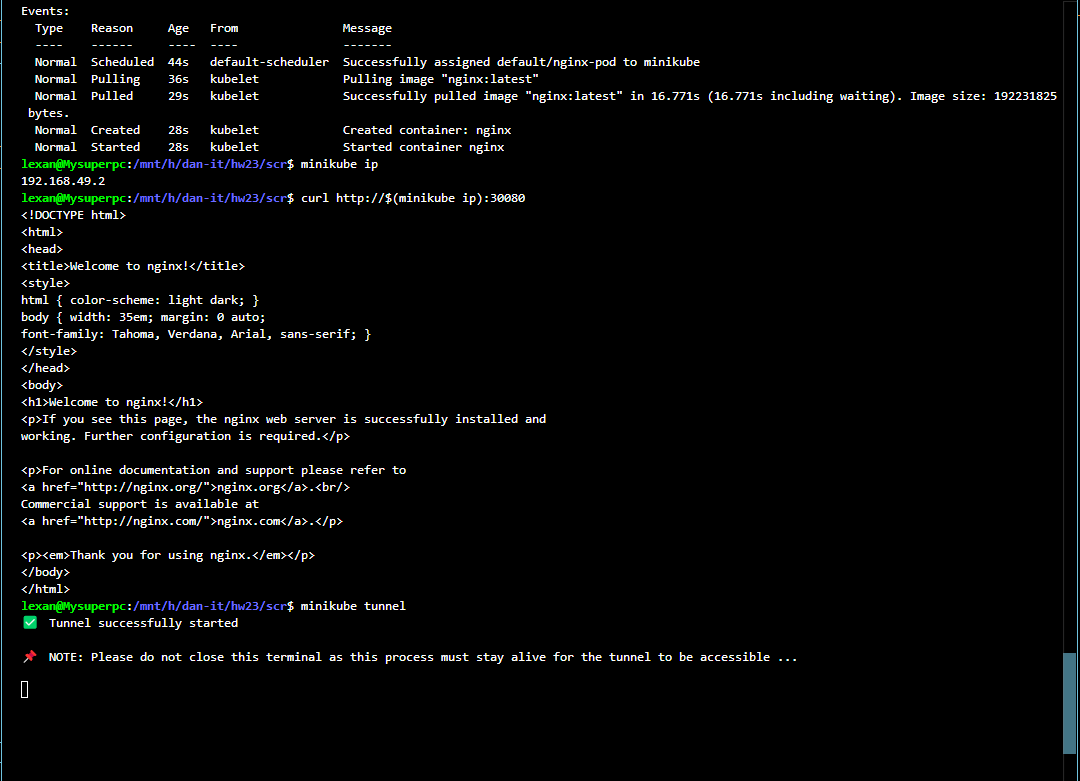 Events:
  Type    Reason     Age   From               Message
  ----    ------     ----  ----               -------
  Normal  Scheduled  44s   default-scheduler  Successfully assigned default/nginx-pod to minikube
  Normal  Pulling    36s   kubelet            Pulling image "nginx:latest"
  Normal  Pulled     29s   kubelet            Successfully pulled image "nginx:latest" in 16.771s (16.771s including waiting). Image size: 192231825
 bytes.
  Normal  Created    28s   kubelet            Created container: nginx
  Normal  Started    28s   kubelet            Started container nginx
lexan@Mysuperpc:/mnt/h/dan-it/hw23/scr$ minikube ip
192.168.49.2
lexan@Mysuperpc:/mnt/h/dan-it/hw23/scr$ curl http://$(minikube ip):30080
<!DOCTYPE html>
<html>
<head>
<title>Welcome to nginx!</title>
<style>
html { color-scheme: light dark; }
body { width: 35em; margin: 0 auto;
font-family: Tahoma, Verdana, Arial, sans-serif; }
</style>
</head>
<body>
<h1>Welcome to nginx!</h1>
<p>If you see this page, the nginx web server is successfully installed and
working. Further configuration is required.</p>

<p>For online documentation and support please refer to
<a href="http://nginx.org/">nginx.org</a>.<br/>
Commercial support is available at
<a href="http://nginx.com/">nginx.com</a>.</p>

<p><em>Thank you for using nginx.</em></p>
</body>
</html>
lexan@Mysuperpc:/mnt/h/dan-it/hw23/scr$ minikube tunnel
✅  Tunnel successfully started

📌  NOTE: Please do not close this terminal as this process must stay alive for the tunnel to be accessible ...